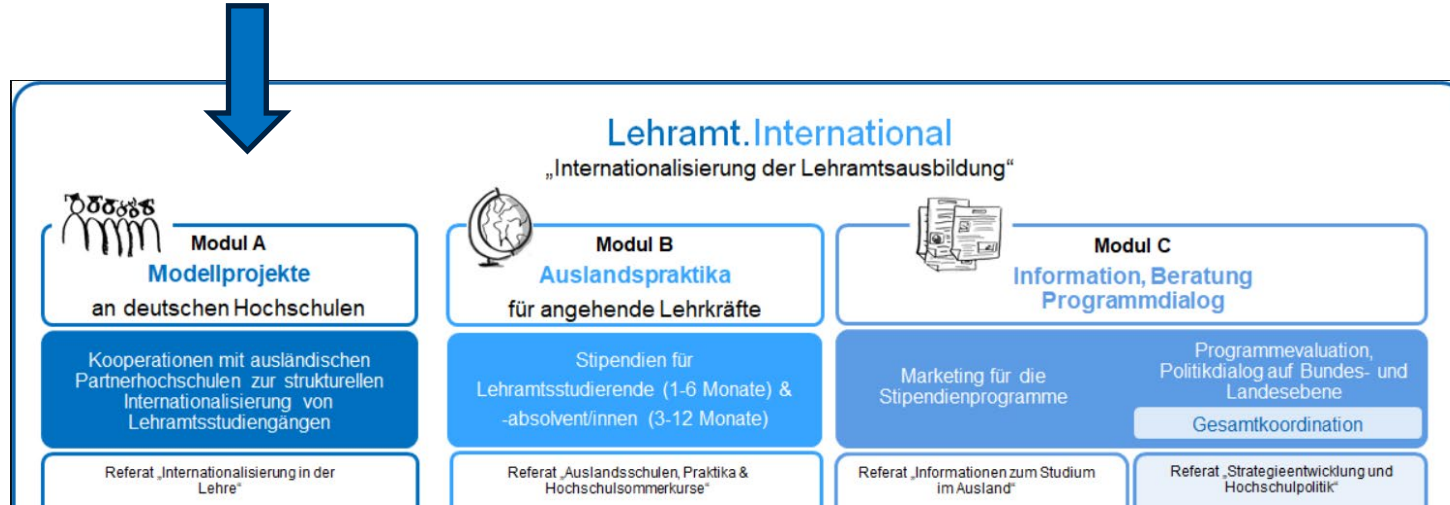 Lehramt.International
„Internationalisierung der Lehramtsausbildung“
Modul A
Modellprojekte
an deutschen Hochschulen
Kooperationen mit ausländischen
Partnerhochschulen zur strukturellen
Internationalisierung von
Lehramtsstudiengängen
Referat „Internationalisierung in der
Lehre“
Modul B
Auslandspraktika
für angehende Lehrkräfte
Stipendien für
Lehramtsstudierende (1-6 Monate) &
-absolvent/innen (3-12 Monate)
Referat „Auslandsschulen, Praktika &
Hochschulsommerkurse“
Modul C
Information, Beratung
Programmdialog
Marketing für die
Stipendienprogramme
Referat „Informationen zum Studium
im Ausland“
Programmevaluation,
Politikdialog auf Bundes- und
Landesebene
Gesamtkoordination
Referat „Strategieentwicklung und
Hochschulpolitik“